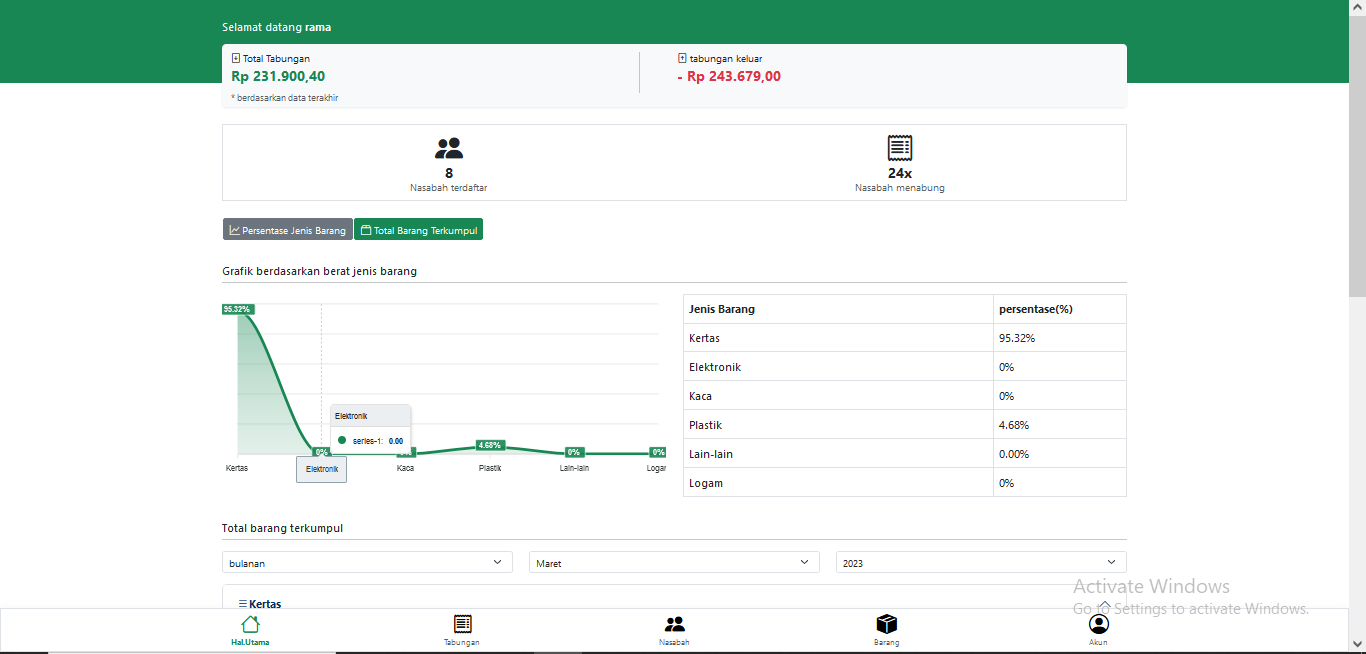 Selamat datang rama
Total Tabungan
Rp 231.900,40
* berdasarkan data terakhir
tabungan keluar
- Rp 243.679,00
8
Nasabah terdaftar
24x
Nasabah menabung
Persentase Jenis Barang
Total Barang Terkumpul
Grafik berdasarkan berat jenis barang
95.32%
0%
4.68%
0%
0%
Elektronik
series-1: 0.00
Kertas
Elektronik
Kaca
Plastik
Lain-lain
Logar
Jenis Barang persentase(%)
Kertas 95.32%
Elektronik 0%
Kaca 0%
Plastik 4.68%
Lain-lain 0.00%
Logam 0%
Total barang terkumpul
bulanan
Maret
2023
Kertas
Activate Windows
Go to Settings to activate Windows.
Hal.Utama
Tabungan
Nasabah
Barang
Akun